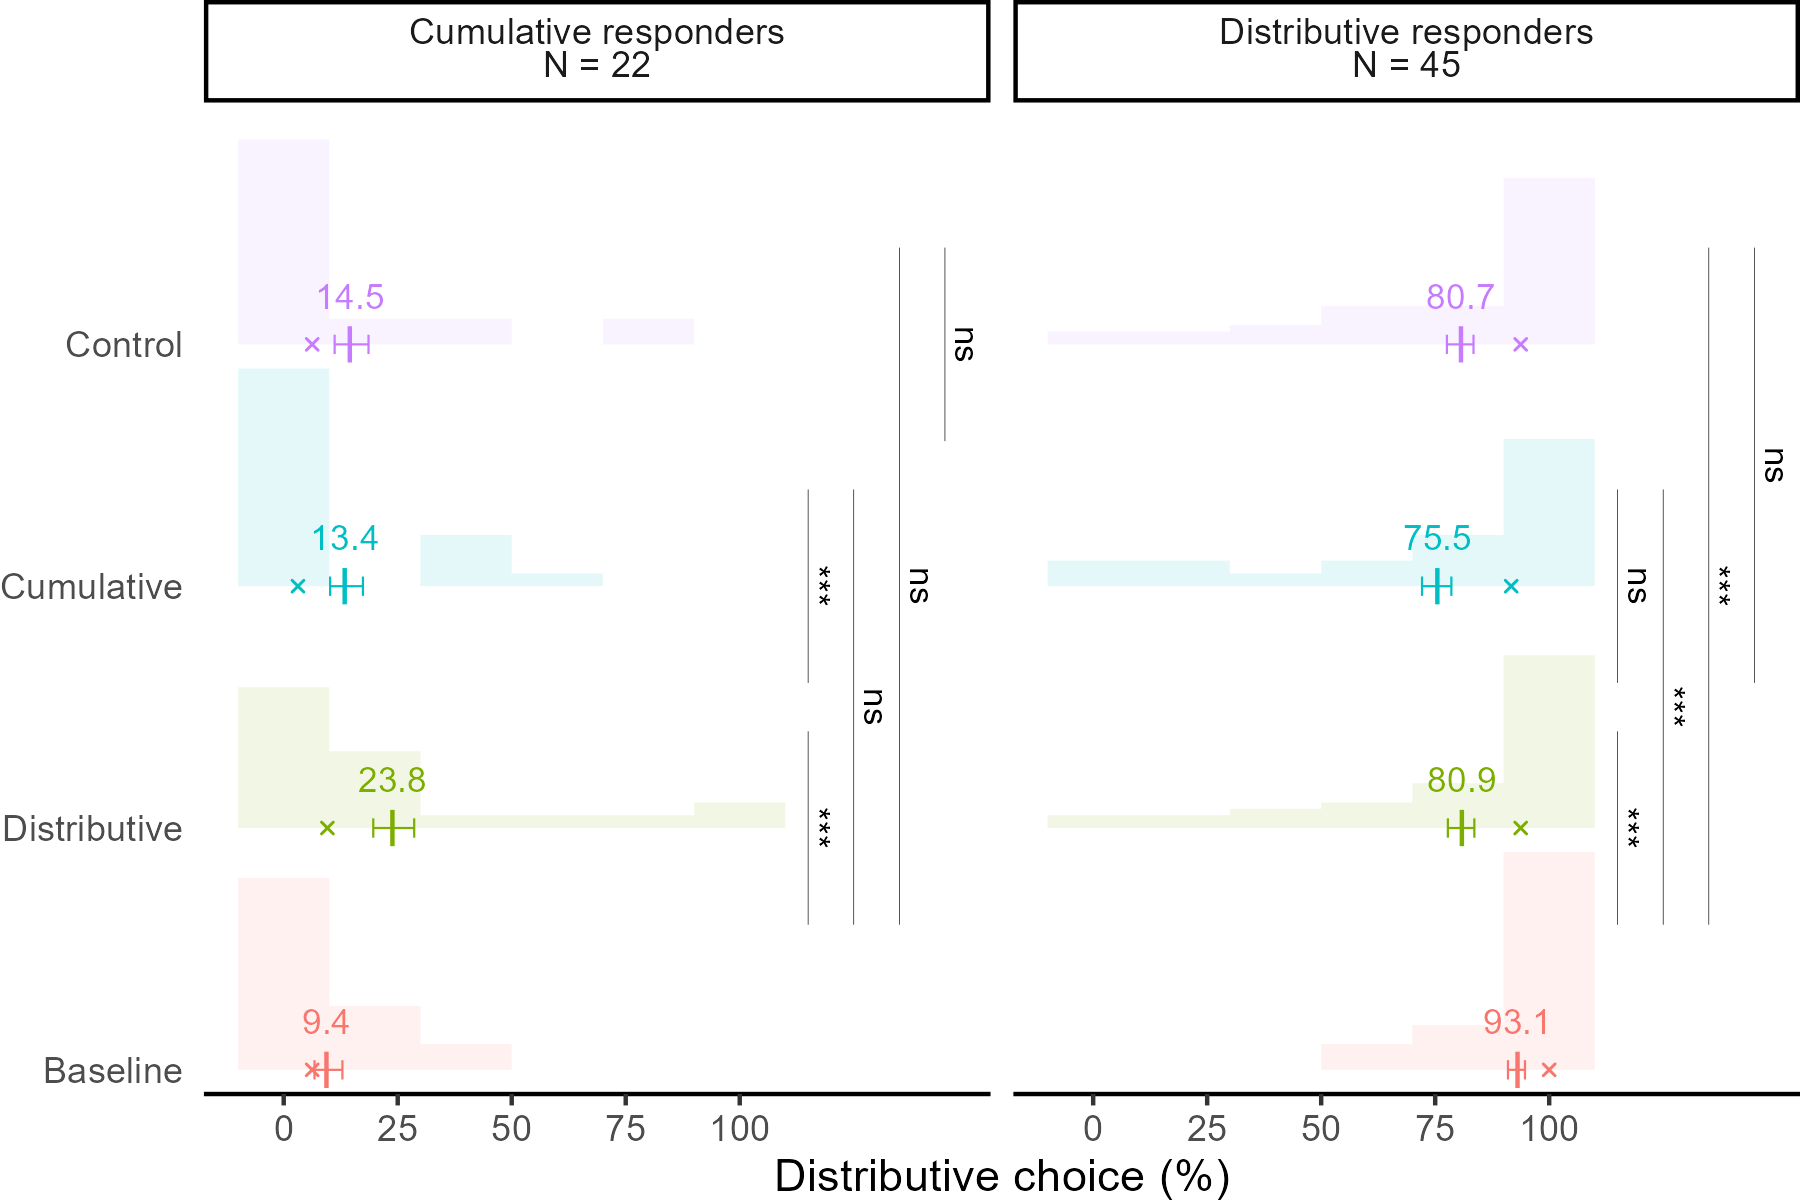 Cumulative responders
N = 22
Distributive responders
N = 45
Control
14.5
ns
80.7
ns
Cumulative
13.4
***
ns
75.5
ns
***
ns
***
Distributive
23.8
***
80.9
***
Baseline
9.4
93.1
0 25 50 75 100
0 25 50 75 100
Distributive choice (%)